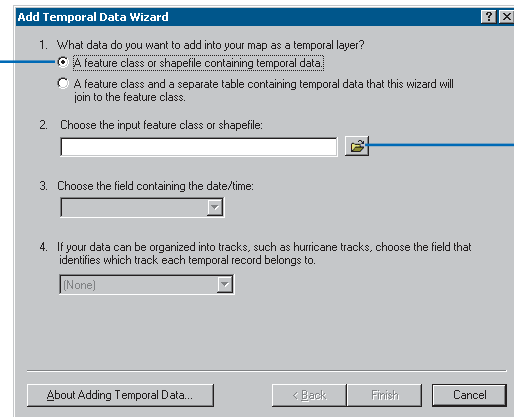 Add Temporal Data Wizard
1. What data do you want to add into your map as a temporal layer?
A feature class or shapefile containing temporal data.
A feature class and a separate table containing temporal data that this wizard will
join to the feature class.
2. Choose the input feature class or shapefile:
3. Choose the field containing the date/time:
4. If your data can be organized into tracks, such as hurricane tracks, choose the field that
identifies which track each temporal record belongs to.
(None)
About Adding Temporal Data... < Back Finish Cancel